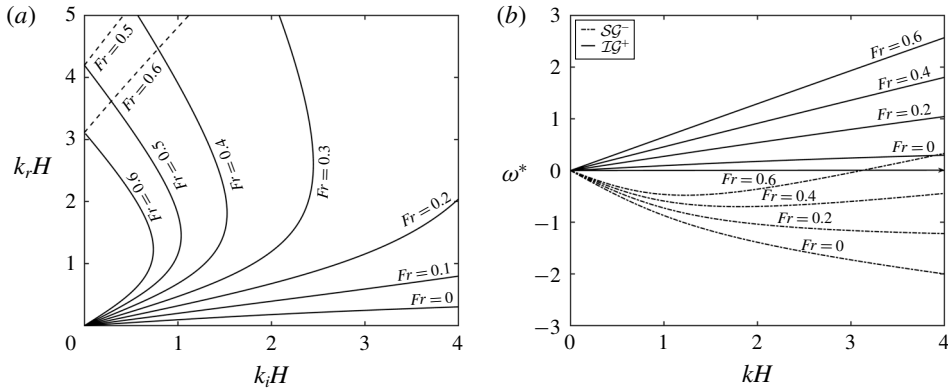 (a)
5
4
3
2
1
0
1
2
3
4
k_rH
k_iH
Fr = 0.5
Fr = 0.6
Fr = 0.6
Fr = 0.5
Fr = 0.4
Fr = 0.3
Fr = 0.2
Fr = 0.1
Fr = 0
(b)
3
2
1
0
−1
−2
−3
0
1
2
3
4
ω*
kH
SG⁻
IG⁺
Fr = 0.6
Fr = 0.4
Fr = 0.2
Fr = 0
Fr = 0.6
Fr = 0.4
Fr = 0.2
Fr = 0